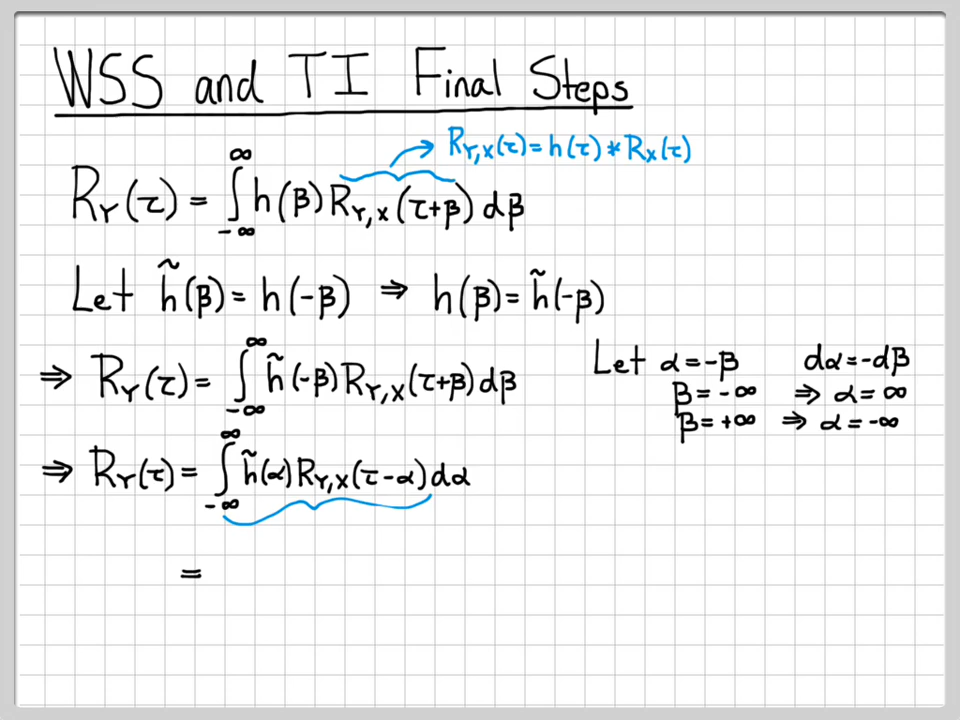 WSS and TI Final Steps
R_Y,X(τ) = h(τ) * R_X(τ)
R_Y(τ) = ∫_{-∞}^{∞} h(β) R_Y,X(τ+β) dβ
Let h̃(β) = h(-β) ⇒ h(β) = h̃(-β)
⇒ R_Y(τ) = ∫_{-∞}^{∞} h̃(-β) R_Y,X(τ+β) dβ
Let α = -β dα = -dβ
β = -∞ ⇒ α = ∞
β = +∞ ⇒ α = -∞
⇒ R_Y(τ) = ∫_{-∞}^{∞} h̃(α) R_Y,X(τ-α) dα
=